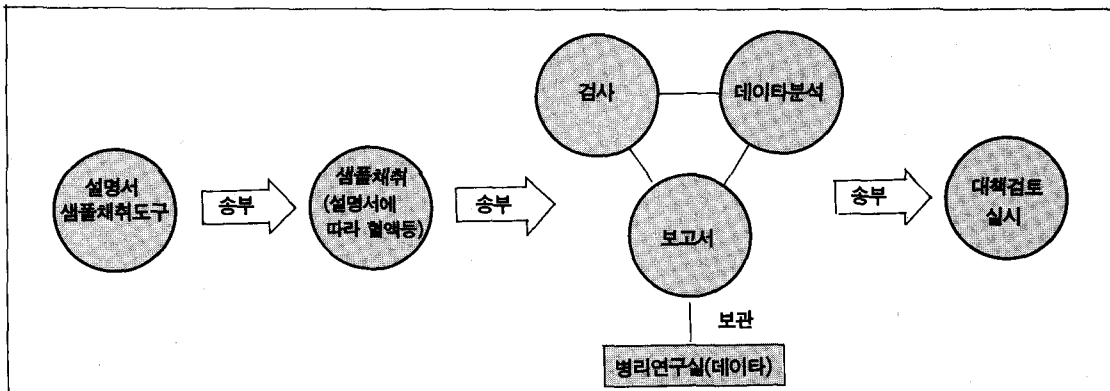 설명서
샘플채취도구
송부
샘플채취
(설명서에
따라 혈액등)
송부
검사
데이타분석
보고서
보관
병리연구실(데이타)
송부
대책검토
실시